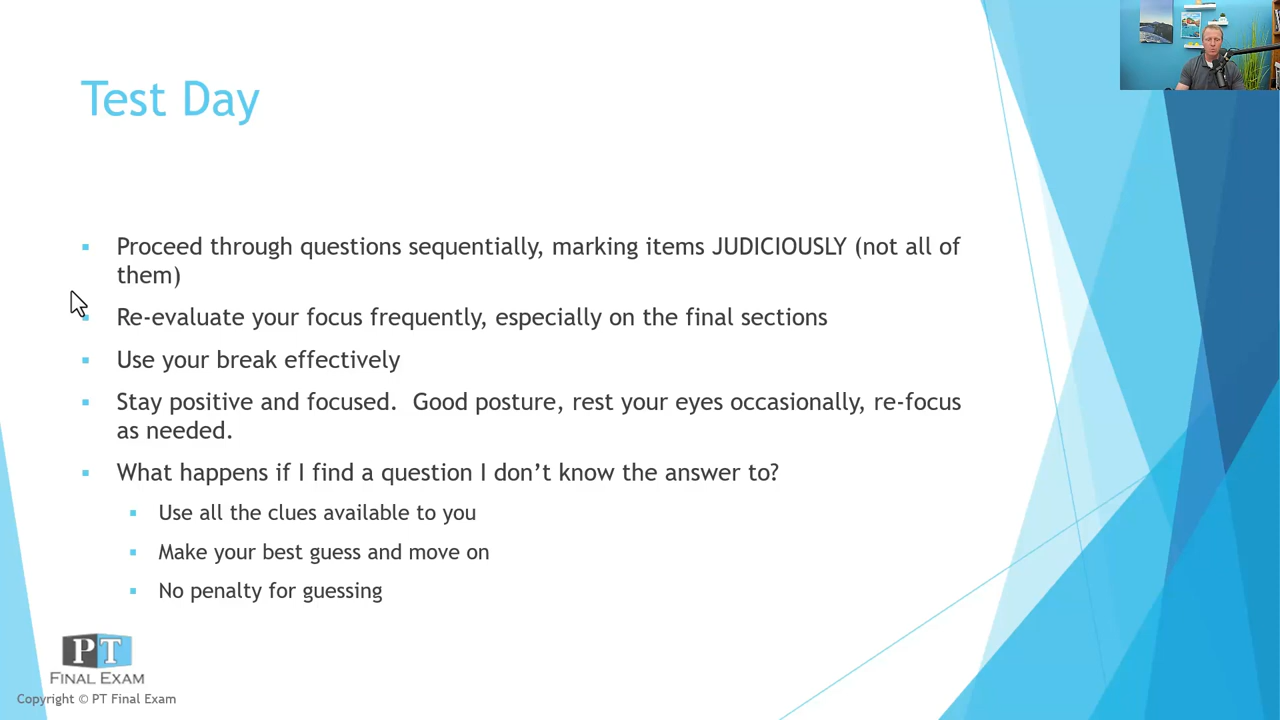 Test Day
Proceed through questions sequentially, marking items JUDICIOUSLY (not all of
them)
Re-evaluate your focus frequently, especially on the final sections
Use your break effectively
Stay positive and focused.  Good posture, rest your eyes occasionally, re-focus
as needed.
What happens if I find a question I don’t know the answer to?
Use all the clues available to you
Make your best guess and move on
No penalty for guessing
PT
FINAL EXAM
Copyright © PT Final Exam